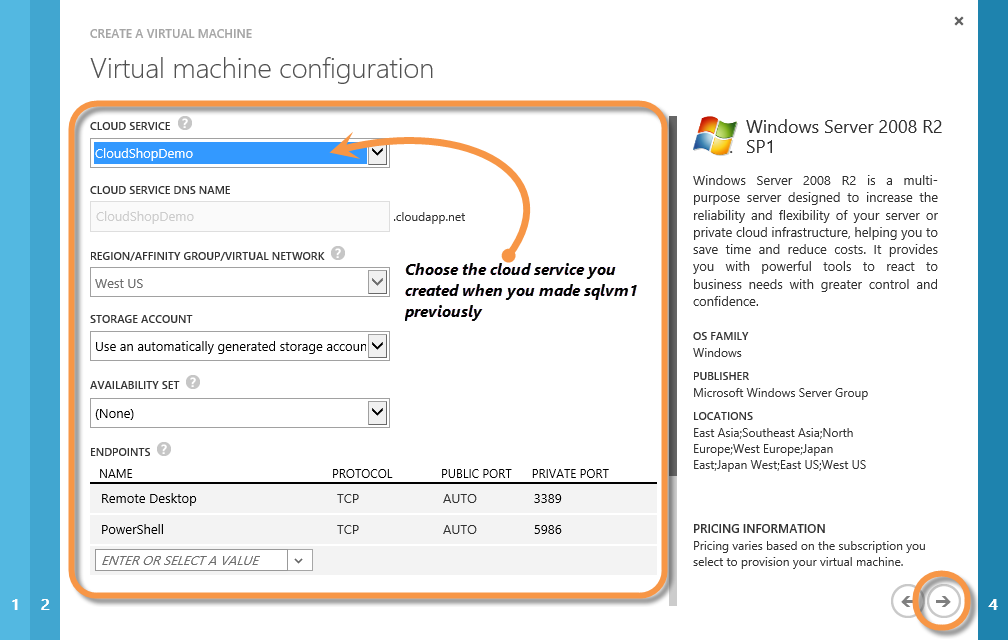 CREATE A VIRTUAL MACHINE
Virtual machine configuration
CLOUD SERVICE ?
CloudShopDemo
CLOUD SERVICE DNS NAME
CloudShopDemo .cloudapp.net
REGION/AFFINITY GROUP/VIRTUAL NETWORK ?
West US
Choose the cloud service you
created when you made sqlvm1
previously
STORAGE ACCOUNT
Use an automatically generated storage accoun
AVAILABILITY SET ?
(None)
ENDPOINTS ?
NAME PROTOCOL PUBLIC PORT PRIVATE PORT
Remote Desktop TCP AUTO 3389
PowerShell TCP AUTO 5986
ENTER OR SELECT A VALUE
Windows Server 2008 R2
SP1
Windows Server 2008 R2 is a multi-
purpose server designed to increase the
reliability and flexibility of your server or
private cloud infrastructure, helping you to
save time and reduce costs. It provides
you with powerful tools to react to
business needs with greater control and
confidence.
OS FAMILY
Windows
PUBLISHER
Microsoft Windows Server Group
LOCATIONS
East Asia;Southeast Asia;North
Europe;West Europe;Japan
East;Japan West;East US;West US
PRICING INFORMATION
Pricing varies based on the subscription you
select to provision your virtual machine.
1 2 4